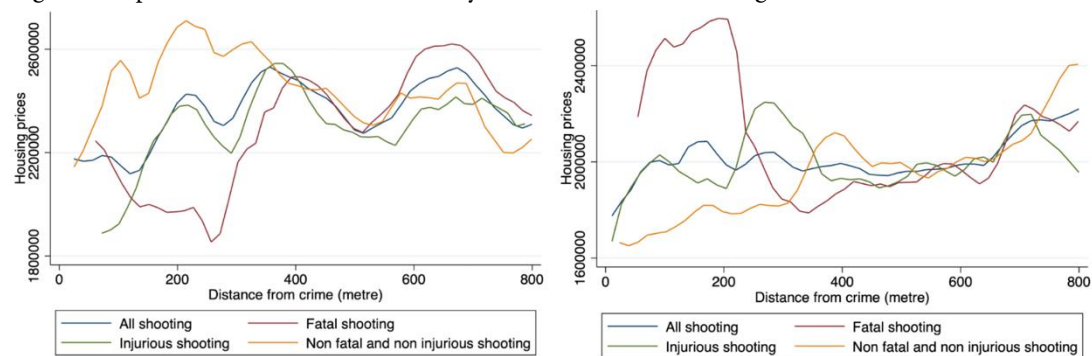 Housing prices
2600000
2200000
1800000
0 200 400 600 800
Distance from crime (metre)
All shooting Fatal shooting
Injurious shooting Non fatal and non injurious shooting
Housing prices
2400000
2000000
1600000
0 200 400 600 800
Distance from crime (metre)
All shooting Fatal shooting
Injurious shooting Non fatal and non injurious shooting